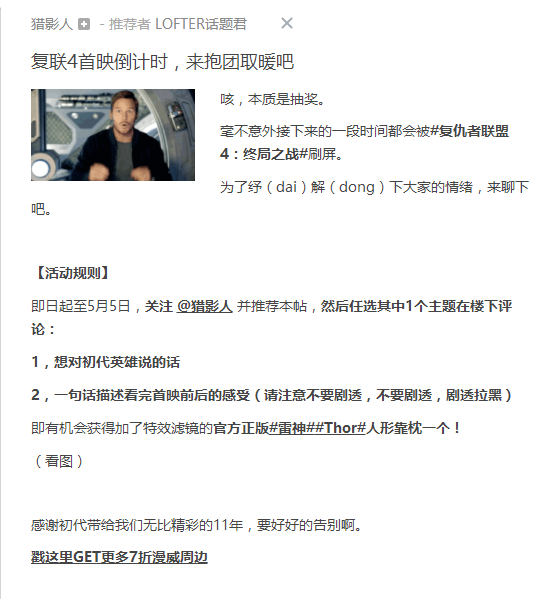 猎影人 - 推荐者 LOFTER话题君
复联4首映倒计时，来抱团取暖吧
咳，本质是抽奖。
毫不意外接下来的一段时间都会被#复仇者联盟
4：终局之战#刷屏。
为了纾（dai）解（dong）下大家的情绪，来聊下
吧。
【活动规则】
即日起至5月5日，关注 @猎影人 并推荐本帖，然后任选其中1个主题在楼下评
论：
1，想对初代英雄说的话
2，一句话描述看完首映前后的感受（请注意不要剧透，不要剧透，剧透拉黑）
即有机会获得加了特效滤镜的官方正版#雷神##Thor#人形靠枕一个！
（看图）
感谢初代带给我们无比精彩的11年，要好好的告别啊。
戳这里GET更多7折漫威周边